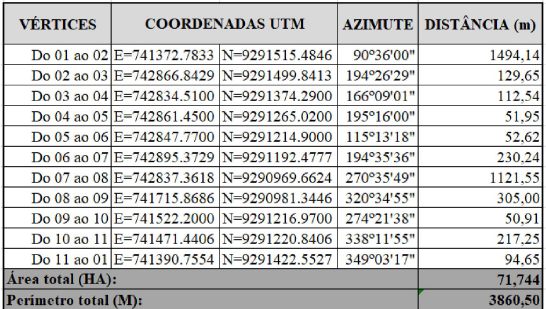 VÉRTICES COORDENADAS UTM AZIMUTE DISTÂNCIA (m)
Do 01 ao 02 E=741372.7833 N=9291515.4846 90°36'00" 1494,14
Do 02 ao 03 E=742866.8429 N=9291499.8413 194°26'29" 129,65
Do 03 ao 04 E=742834.5100 N=9291374.2900 166°09'01" 112,54
Do 04 ao 05 E=742861.4500 N=9291265.0200 195°16'00" 51,95
Do 05 ao 06 E=742847.7700 N=9291214.9000 115°13'18" 52,62
Do 06 ao 07 E=742895.3729 N=9291192.4777 194°35'36" 230,24
Do 07 ao 08 E=742837.3618 N=9290969.6624 270°35'49" 1121,55
Do 08 ao 09 E=741715.8686 N=9290981.3446 320°34'55" 305,00
Do 09 ao 10 E=741522.2000 N=9291216.9700 274°21'38" 50,91
Do 10 ao 11 E=741471.4406 N=9291220.8406 338°11'55" 217,25
Do 11 ao 01 E=741390.7554 N=9291422.5527 349°03'17" 94,65
Área total (HA): 71,744
Perímetro total (M): 3860,50